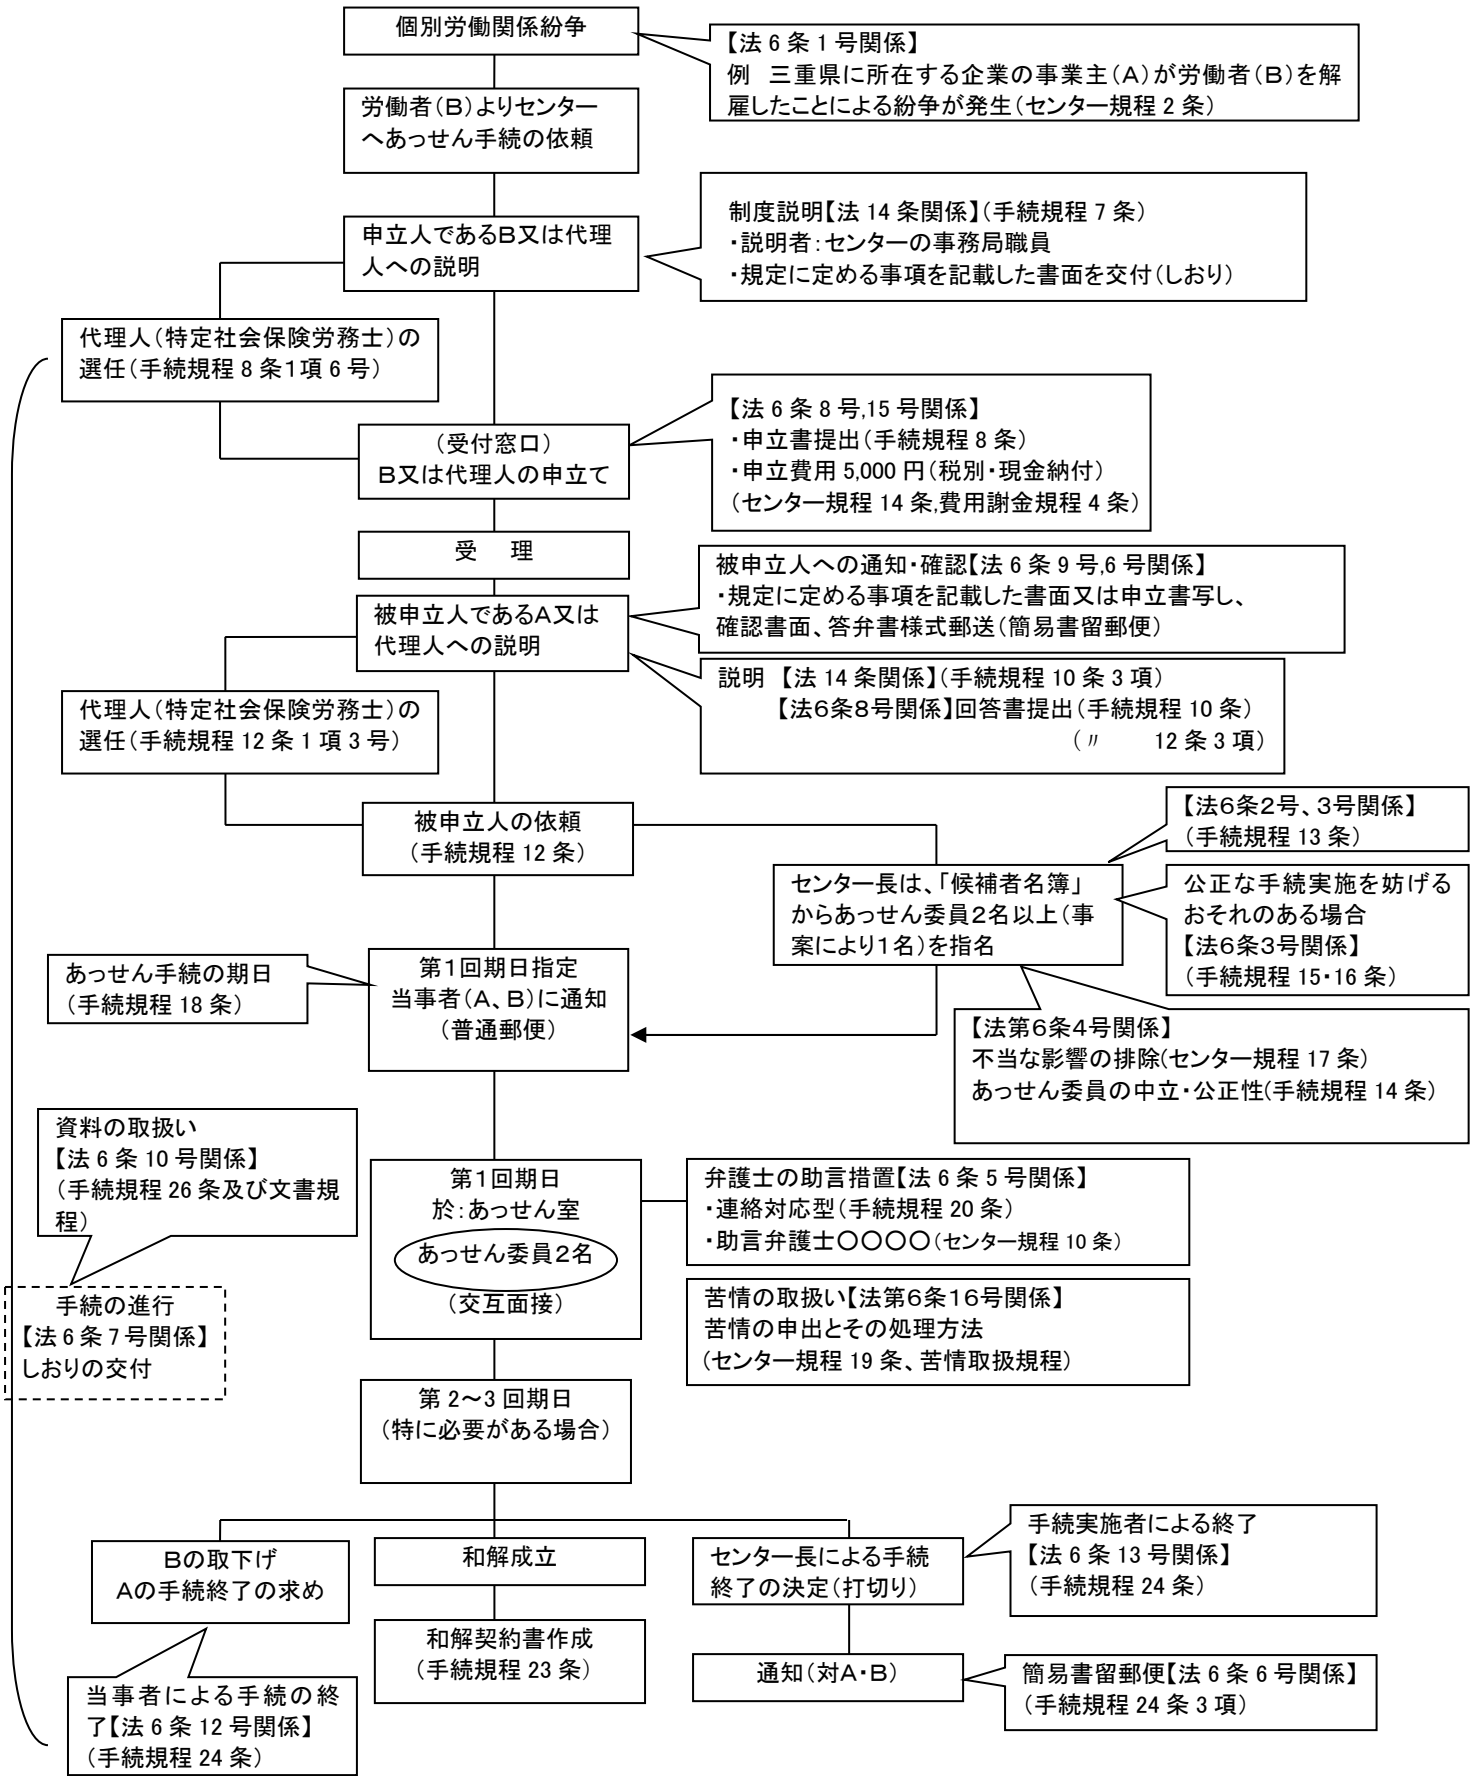 個別労働関係紛争
【法6条1号関係】
例　三重県に所在する企業の事業主（A）が労働者（B）を解
雇したことによる紛争が発生（センター規程2条）
労働者（B）よりセンター
へあっせん手続の依頼
制度説明【法14条関係】（手続規程7条）
・説明者：センターの事務局職員
・規定に定める事項を記載した書面を交付（しおり）
申立人であるB又は代理
人への説明
代理人（特定社会保険労務士）の
選任（手続規程8条1項6号）
【法6条8号,15号関係】
・申立書提出（手続規程8条）
・申立費用5,000円（税別・現金納付）
（センター規程14条,費用謝金規程4条）
（受付窓口）
B又は代理人の申立て
受　理
被申立人への通知・確認【法6条9号,6号関係】
・規定に定める事項を記載した書面又は申立書写し、
確認書面、答弁書様式郵送（簡易書留郵便）
被申立人であるA又は
代理人への説明
説明　【法14条関係】（手続規程10条3項）
【法6条8号関係】回答書提出（手続規程10条）
（〃　　12条3項）
代理人（特定社会保険労務士）の
選任（手続規程12条1項3号）
被申立人の依頼
（手続規程12条）
【法6条2号、3号関係】
（手続規程13条）
センター長は、「候補者名簿」
からあっせん委員2名以上（事
案により1名）を指名
公正な手続実施を妨げる
おそれのある場合
【法6条3号関係】
（手続規程15・16条）
あっせん手続の期日
（手続規程18条）
第1回期日指定
当事者（A、B）に通知
（普通郵便）
【法第6条4号関係】
不当な影響の排除(センター規程17条）
あっせん委員の中立・公正性(手続規程14条）
資料の取扱い
【法6条10号関係】
（手続規程26条及び文書規
程）
第1回期日
於：あっせん室
あっせん委員2名
（交互面接）
弁護士の助言措置【法6条5号関係】
・連絡対応型（手続規程20条）
・助言弁護士〇〇〇〇（センター規程10条）
手続の進行
【法6条7号関係】
しおりの交付
苦情の取扱い【法第6条16号関係】
苦情の申出とその処理方法
（センター規程19条、苦情取扱規程）
第2～3回期日
（特に必要がある場合）
Bの取下げ
Aの手続終了の求め
和解成立
センター長による手続
終了の決定（打切り）
手続実施者による終了
【法6条13号関係】
（手続規程24条）
和解契約書作成
（手続規程23条）
通知（対A・B）
簡易書留郵便【法6条6号関係】
（手続規程24条3項）
当事者による手続の終
了【法6条12号関係】
（手続規程24条）